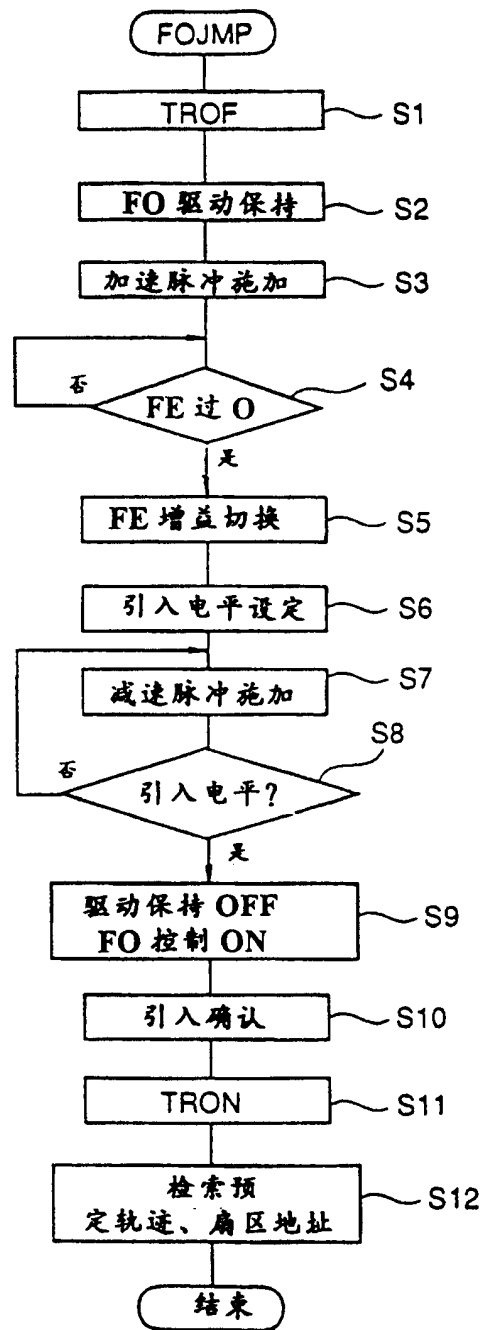 FOJMP
TROF
S1
FO 驱动保持
S2
加速脉冲施加
S3
否
FE 过 O
S4
是
FE 增益切换
S5
引入电平设定
S6
减速脉冲施加
S7
否
引入电平?
S8
是
驱动保持 OFF
FO 控制 ON
S9
引入确认
S10
TRON
S11
检索预
定轨迹、扇区地址
S12
结束